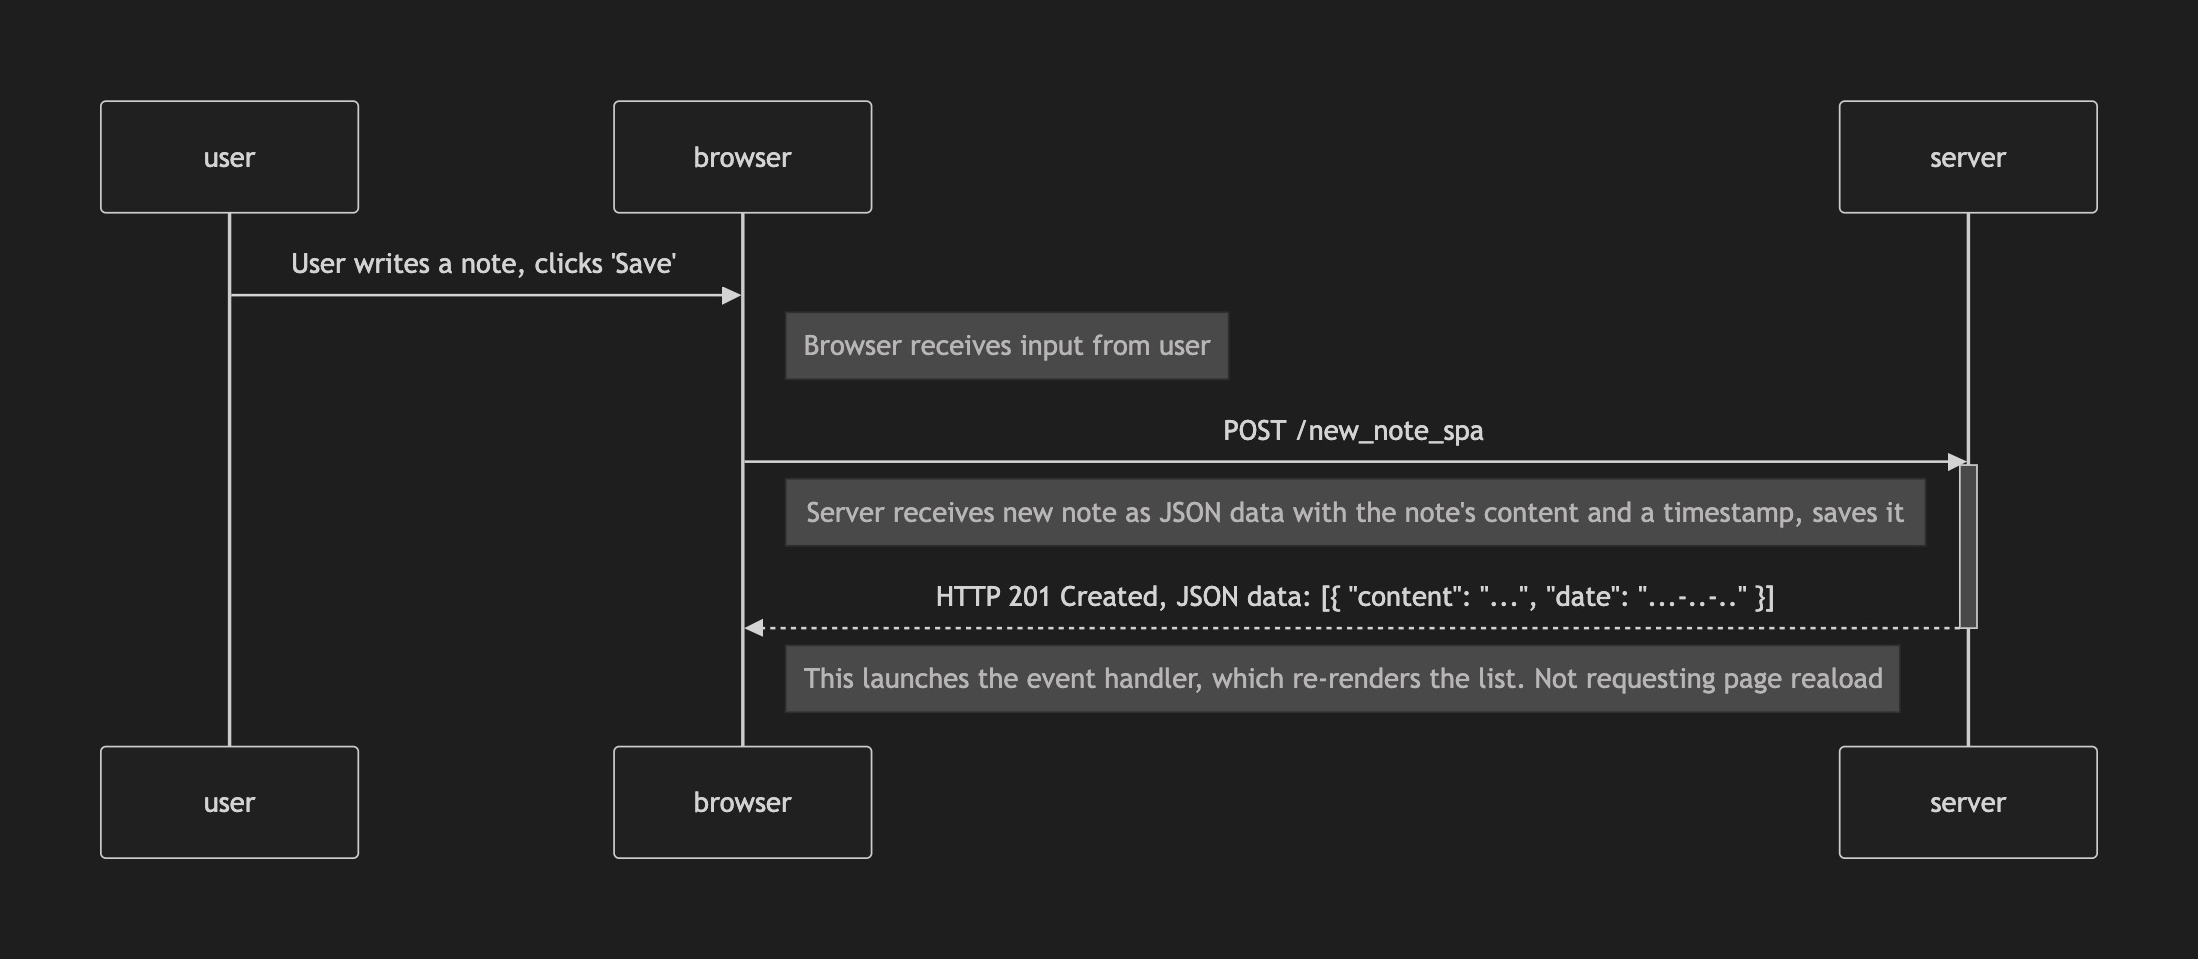 user
browser
server
User writes a note, clicks 'Save'
Browser receives input from user
POST /new_note_spa
Server receives new note as JSON data with the note's content and a timestamp, saves it
HTTP 201 Created, JSON data: [{ "content": "...", "date": "...-..-.." }]
This launches the event handler, which re-renders the list. Not requesting page reaload
user
browser
server